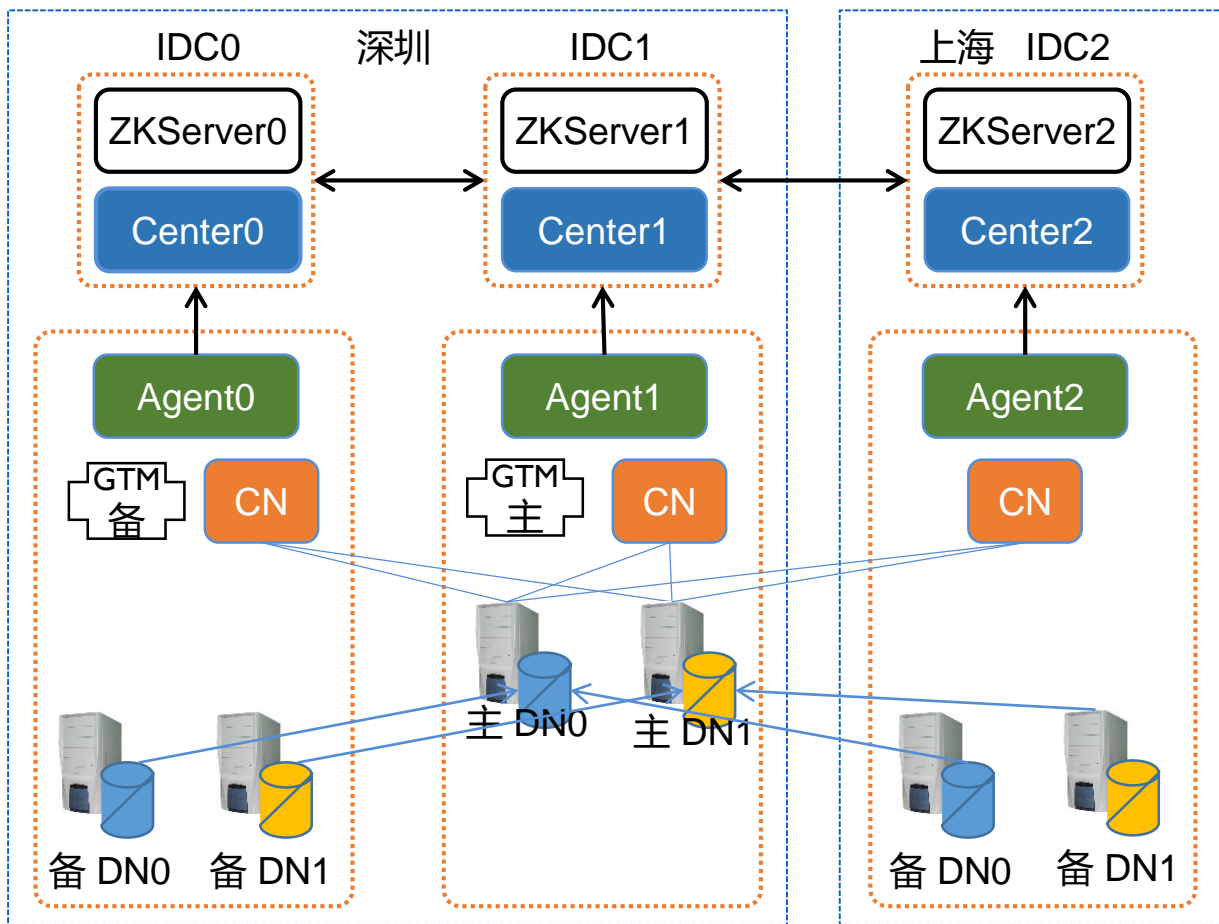 IDC0 深圳 IDC1 上海 IDC2
ZKServer0 ZKServer1 ZKServer2
Center0 Center1 Center2
Agent0 Agent1 Agent2
GTM
备
CN
GTM
主
CN
CN
主 DN0 主 DN1
备 DN0 备 DN1 备 DN0 备 DN1